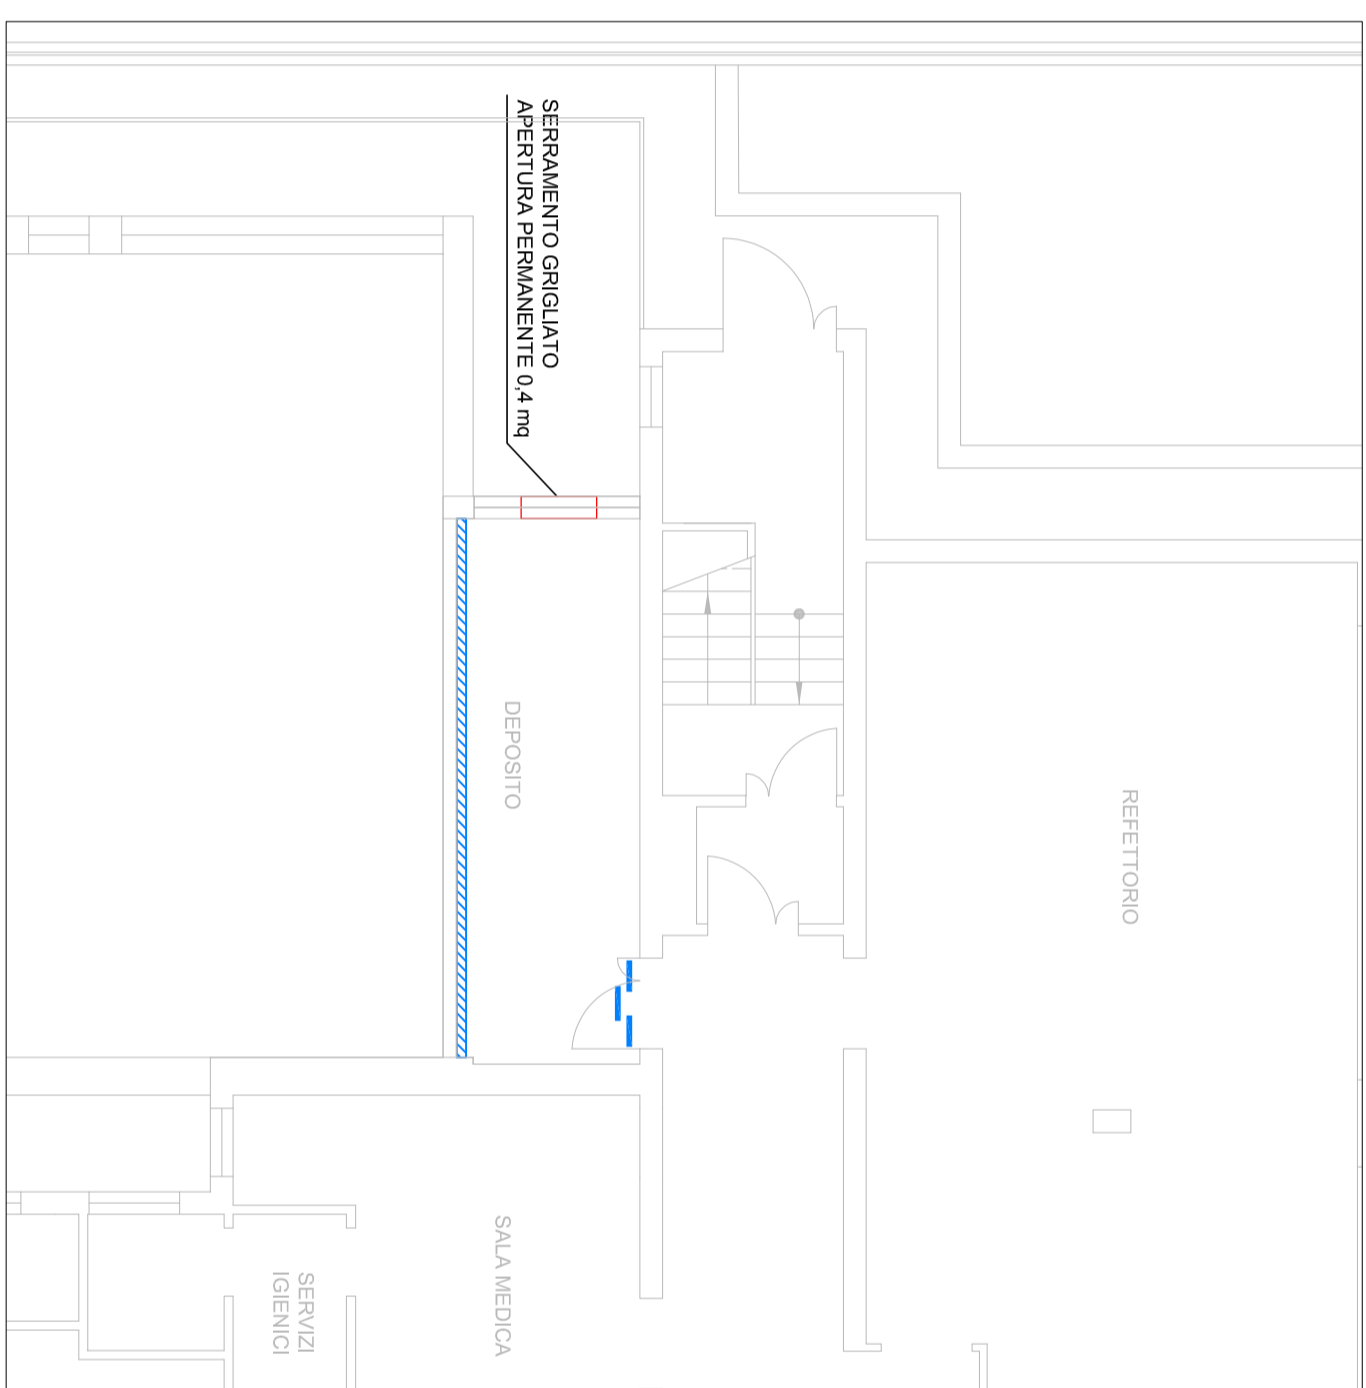 SERRAMENTO GRIGLIATO
APERTURA PERMANENTE 0,4 mq
DEPOSITO
REFETTORIO
SALA MEDICA
SERVIZI
IGIENICI